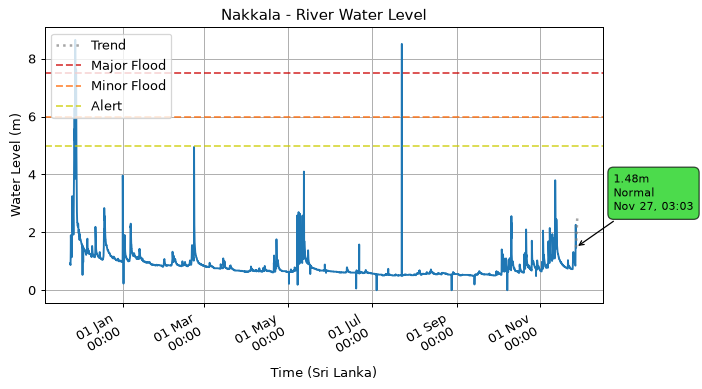 Nakkala - River Water Level
Trend
Major Flood
Minor Flood
Alert
Water Level (m)
8
6
4
2
0
1.48m
Normal
Nov 27, 03:03
01 Jan
00:00
01 Mar
00:00
01 May
00:00
01 Jul
00:00
01 Sep
00:00
01 Nov
00:00
Time (Sri Lanka)